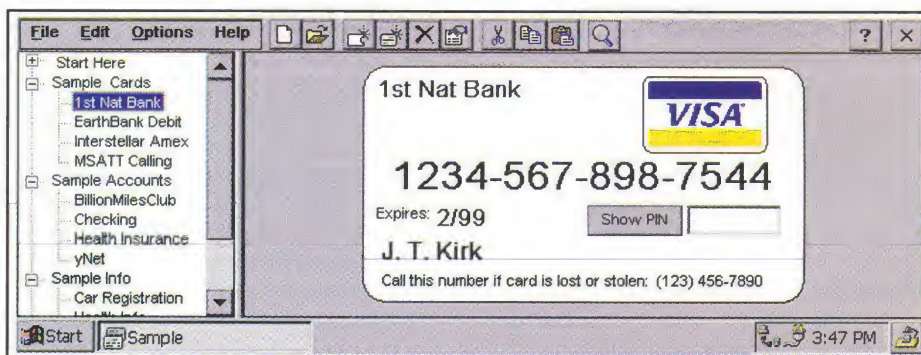 File Edit Options Help
Start Here
Sample Cards
1st Nat Bank
EarthBank Debit
Interstellar Amex
MSATT Calling
Sample Accounts
BillionMilesClub
Checking
Health Insurance
yNet
Sample Info
Car Registration
Health Info
1st Nat Bank
VISA
1234-567-898-7544
Expires: 2/99
Show PIN
J. T. Kirk
Call this number if card is lost or stolen: (123) 456-7890
Start
Sample
3:47 PM